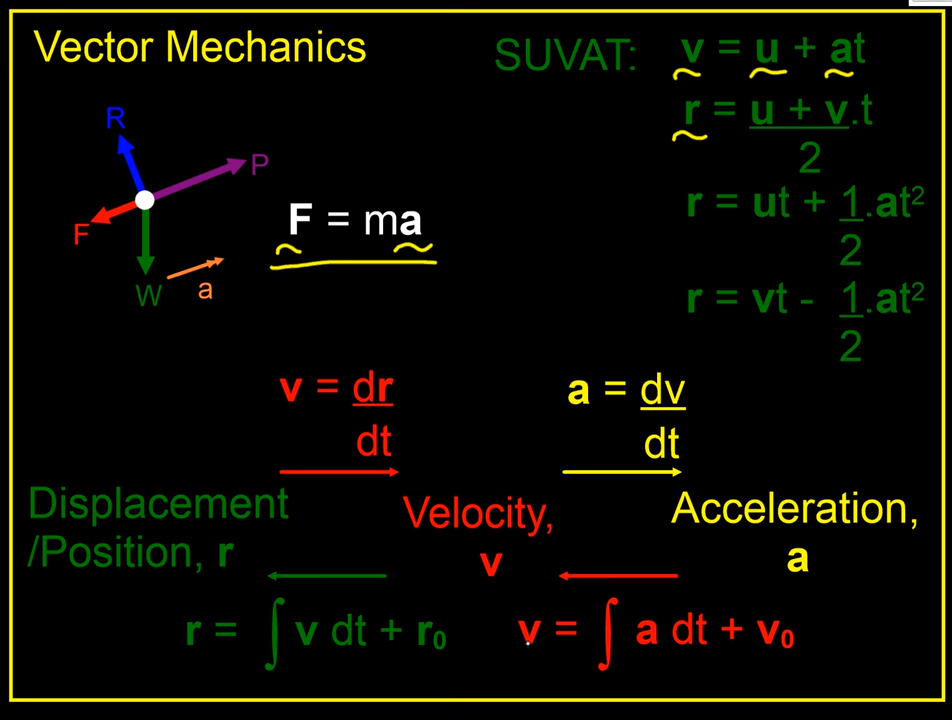 Vector Mechanics
SUVAT: v = u + at
r = u + v.t
2
r = ut + 1.at²
2
r = vt - 1.at²
2
R
P
F
W
a
F = ma
v = dr
dt
a = dv
dt
Displacement
/Position, r
Velocity,
v
Acceleration,
a
r = ∫ v dt + r₀
v = ∫ a dt + v₀